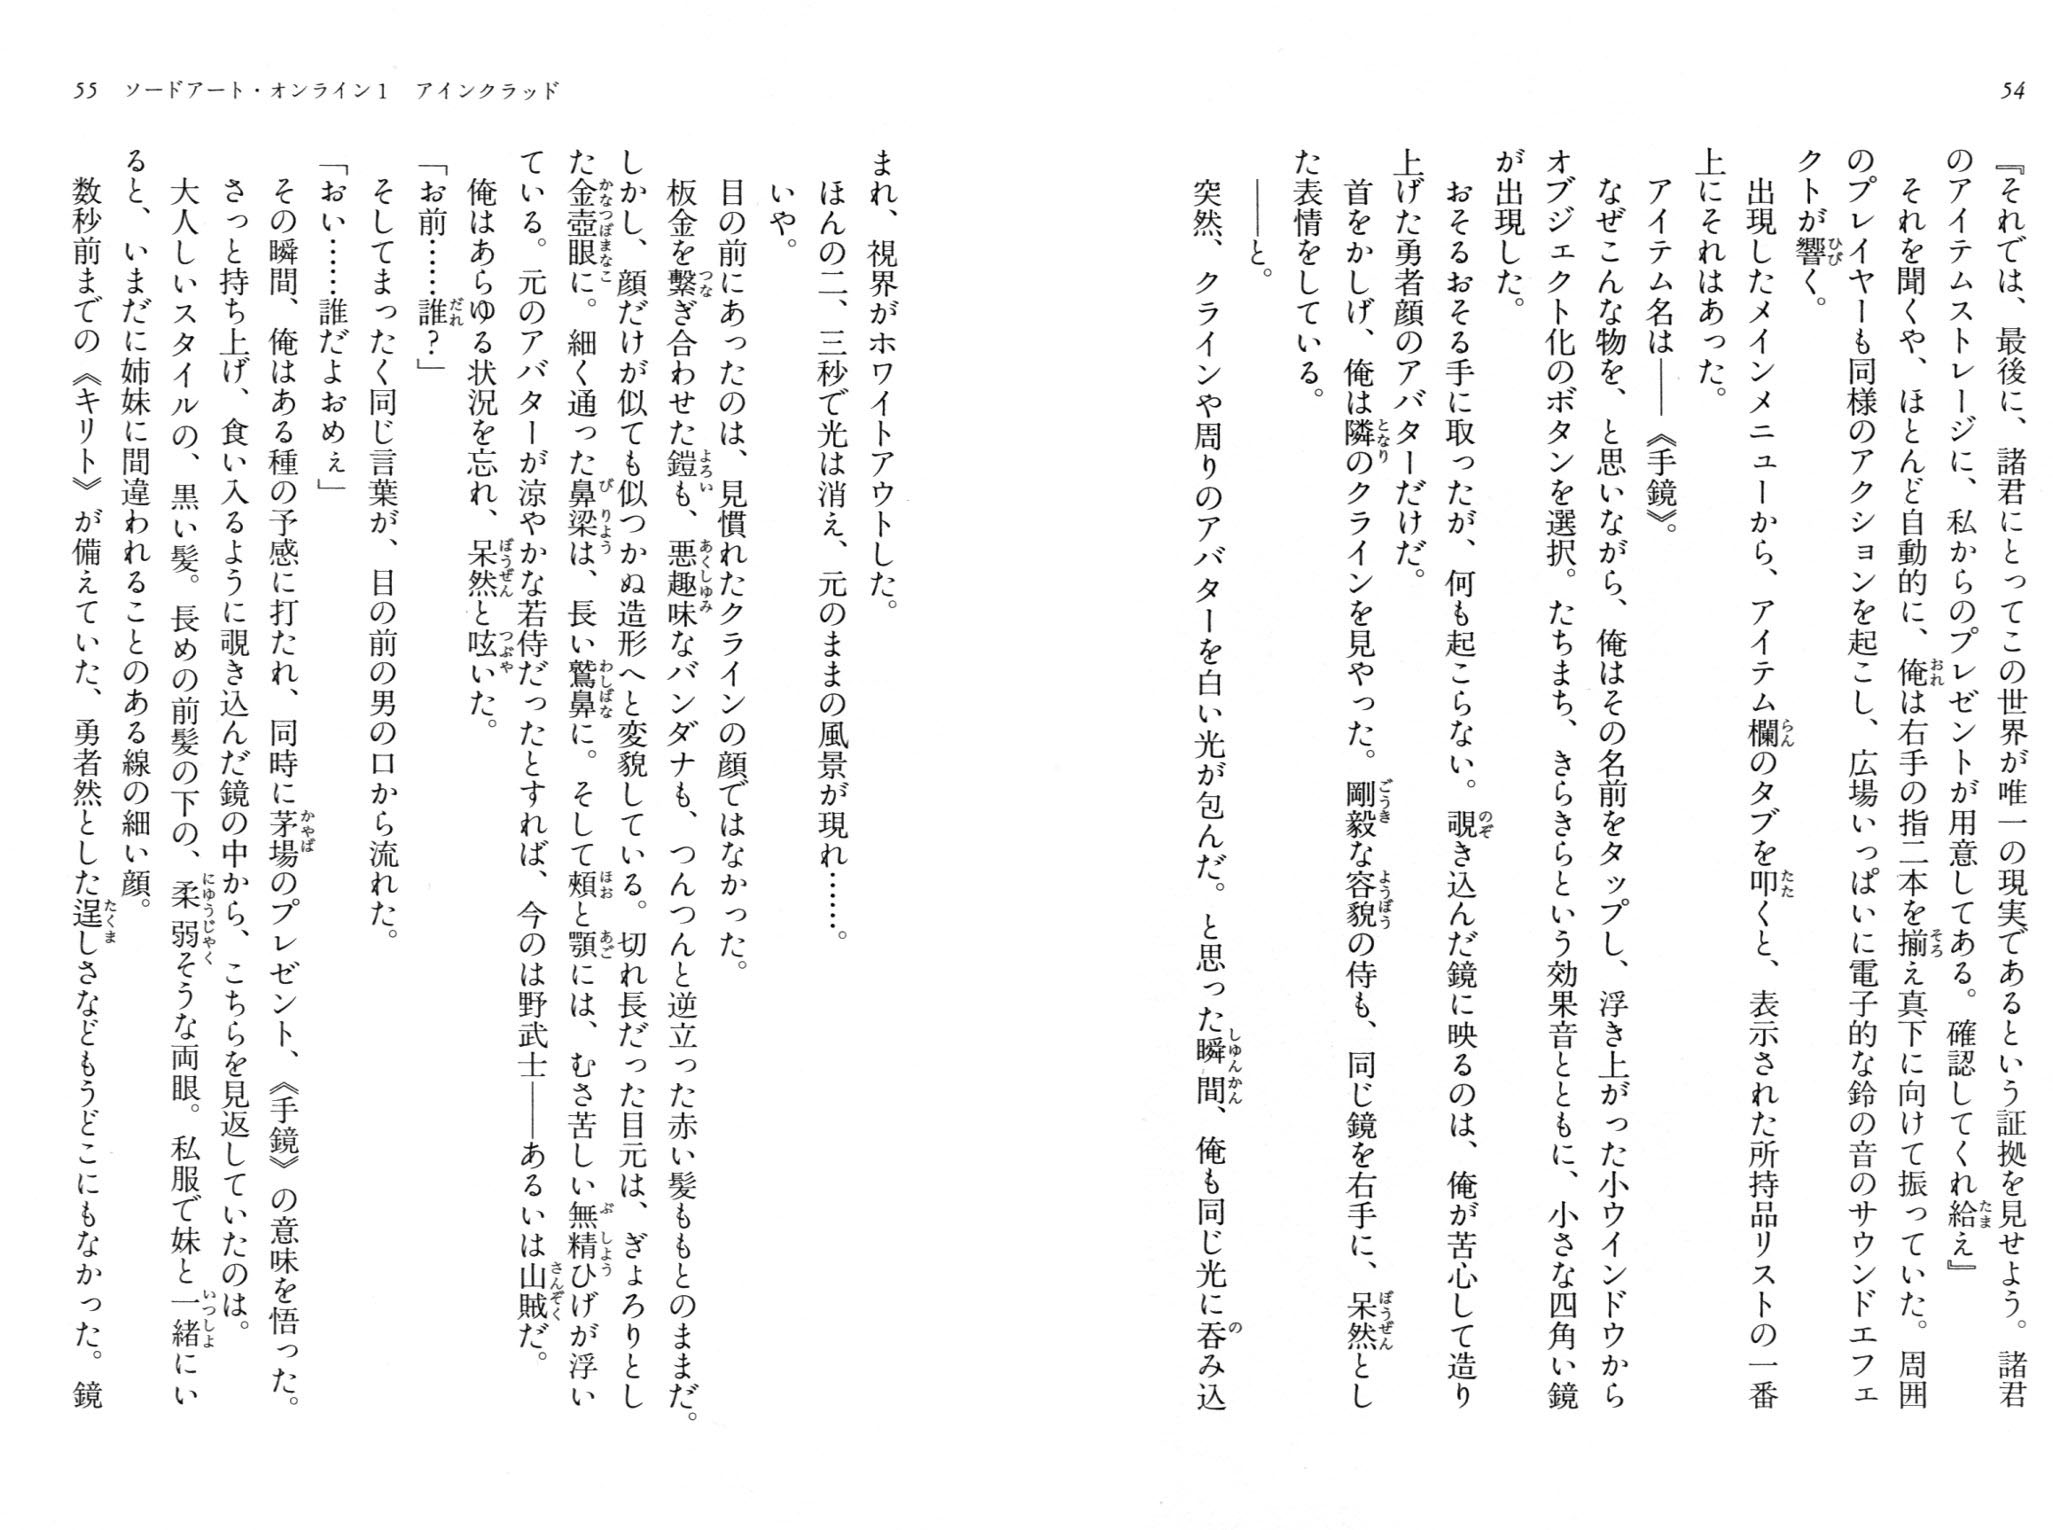 54
『それでは、最後に、諸君にとってこの世界が唯一の現実であるという証拠を見せよう。諸君
のアイテムストレージに、私からのプレゼントが用意してある。確認してくれ給え』
それを聞くや、ほとんど自動的に、俺は右手の指二本を揃え真下に向けて振っていた。周囲
のプレイヤーも同様のアクションを起こし、広場いっぱいに電子的な鈴の音のサウンドエフェ
クトが響く。
出現したメインメニューから、アイテム欄のタブを叩くと、表示された所持品リストの一番
上にそれはあった。
アイテム名は――《手鏡》。
なぜこんな物を、と思いながら、俺はその名前をタップし、浮き上がった小ウインドウから
オブジェクト化のボタンを選択。たちまち、きらきらという効果音とともに、小さな四角い鏡
が出現した。
おそるおそる手に取ったが、何も起こらない。覗き込んだ鏡に映るのは、俺が苦心して造り
上げた勇者顔のアバターだけだ。
首をかしげ、俺は隣のクラインを見やった。剛毅な容貌の侍も、同じ鏡を右手に、呆然とし
た表情をしている。
――と。
突然、クラインや周りのアバターを白い光が包んだ。と思った瞬間、俺も同じ光に呑み込
55 ソードアート・オンライン1 アインクラッド
まれ、視界がホワイトアウトした。
ほんの二、三秒で光は消え、元のままの風景が現れ……。
いや。
目の前にあったのは、見慣れたクラインの顔ではなかった。
板金を繋ぎ合わせた鎧も、悪趣味なバンダナも、つんつんと逆立った赤い髪ももとのままだ。
しかし、顔だけが似ても似つかぬ造形へと変貌している。切れ長だった目元は、ぎょろりとし
た金壺眼に。細く通った鼻梁は、長い鷲鼻に。そして頬と顎には、むさ苦しい無精ひげが浮い
ている。元のアバターが涼やかな若侍だったとすれば、今のは野武士――あるいは山賊だ。
俺はあらゆる状況を忘れ、呆然と呟いた。
「お前……誰？」
そしてまったく同じ言葉が、目の前の男の口から流れた。
「おい……誰だよおめぇ」
その瞬間、俺はある種の予感に打たれ、同時に茅場のプレゼント、《手鏡》の意味を悟った。
さっと持ち上げ、食い入るように覗き込んだ鏡の中から、こちらを見返していたのは。
大人しいスタイルの、黒い髪。長めの前髪の下の、柔弱そうな両眼。私服で妹と一緒にい
ると、いまだに姉妹に間違われることのある線の細い顔。
数秒前までの《キリト》が備えていた、勇者然とした逞しさなどもうどこにもなかった。鏡